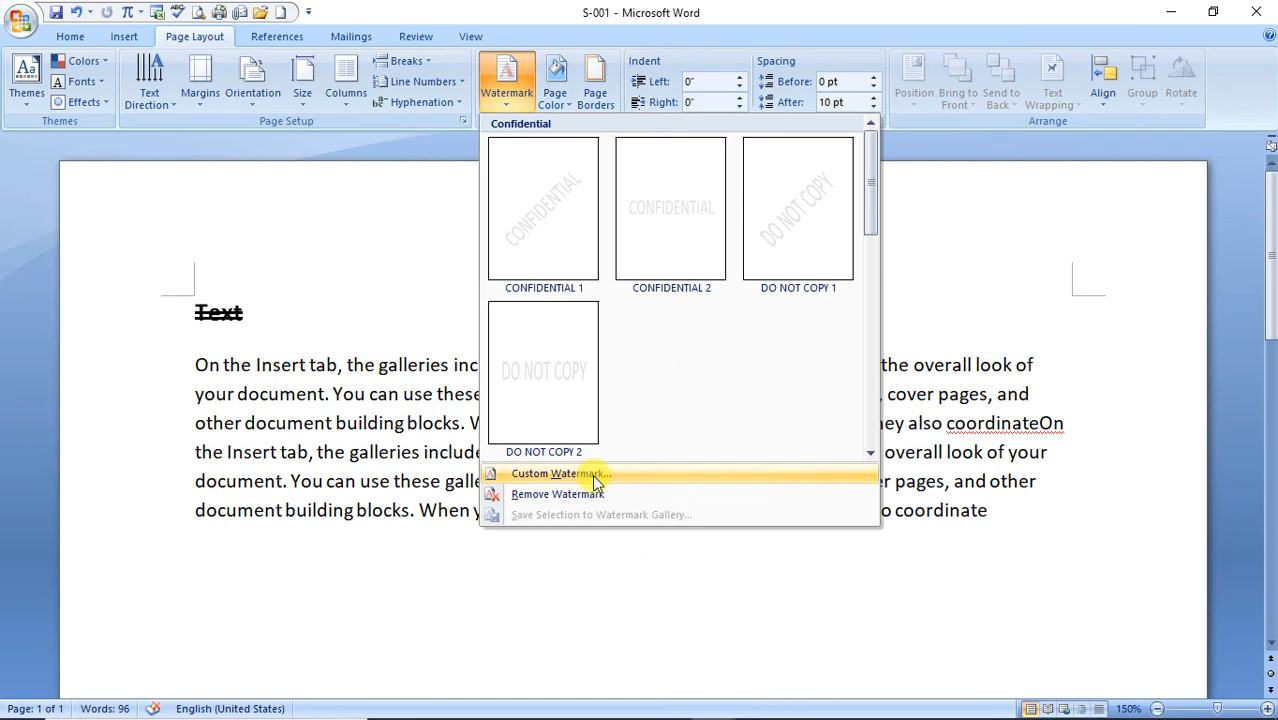 S-001 - Microsoft Word
Home Insert Page Layout References Mailings Review View
Themes
Colors
Fonts
Effects
Themes
Text Direction
Margins
Orientation
Size
Columns
Breaks
Line Numbers
Hyphenation
Page Setup
Watermark
Page Color
Page Borders
Indent
Left: 0"
Right: 0"
Spacing
Before: 0 pt
After: 10 pt
Position
Bring to Front
Send to Back
Text Wrapping
Align
Group
Rotate
Arrange
Confidential
CONFIDENTIAL
CONFIDENTIAL
DO NOT COPY
CONFIDENTIAL 1
CONFIDENTIAL 2
DO NOT COPY 1
DO NOT COPY
DO NOT COPY 2
Custom Watermark...
Remove Watermark
Save Selection to Watermark Gallery...
Text
On the Insert tab, the galleries inc the overall look of
your document. You can use these , cover pages, and
other document building blocks. W ey also coordinateOn
the Insert tab, the galleries include overall look of your
document. You can use these galle er pages, and other
document building blocks. When y o coordinate
Page: 1 of 1 Words: 96 English (United States) 150%